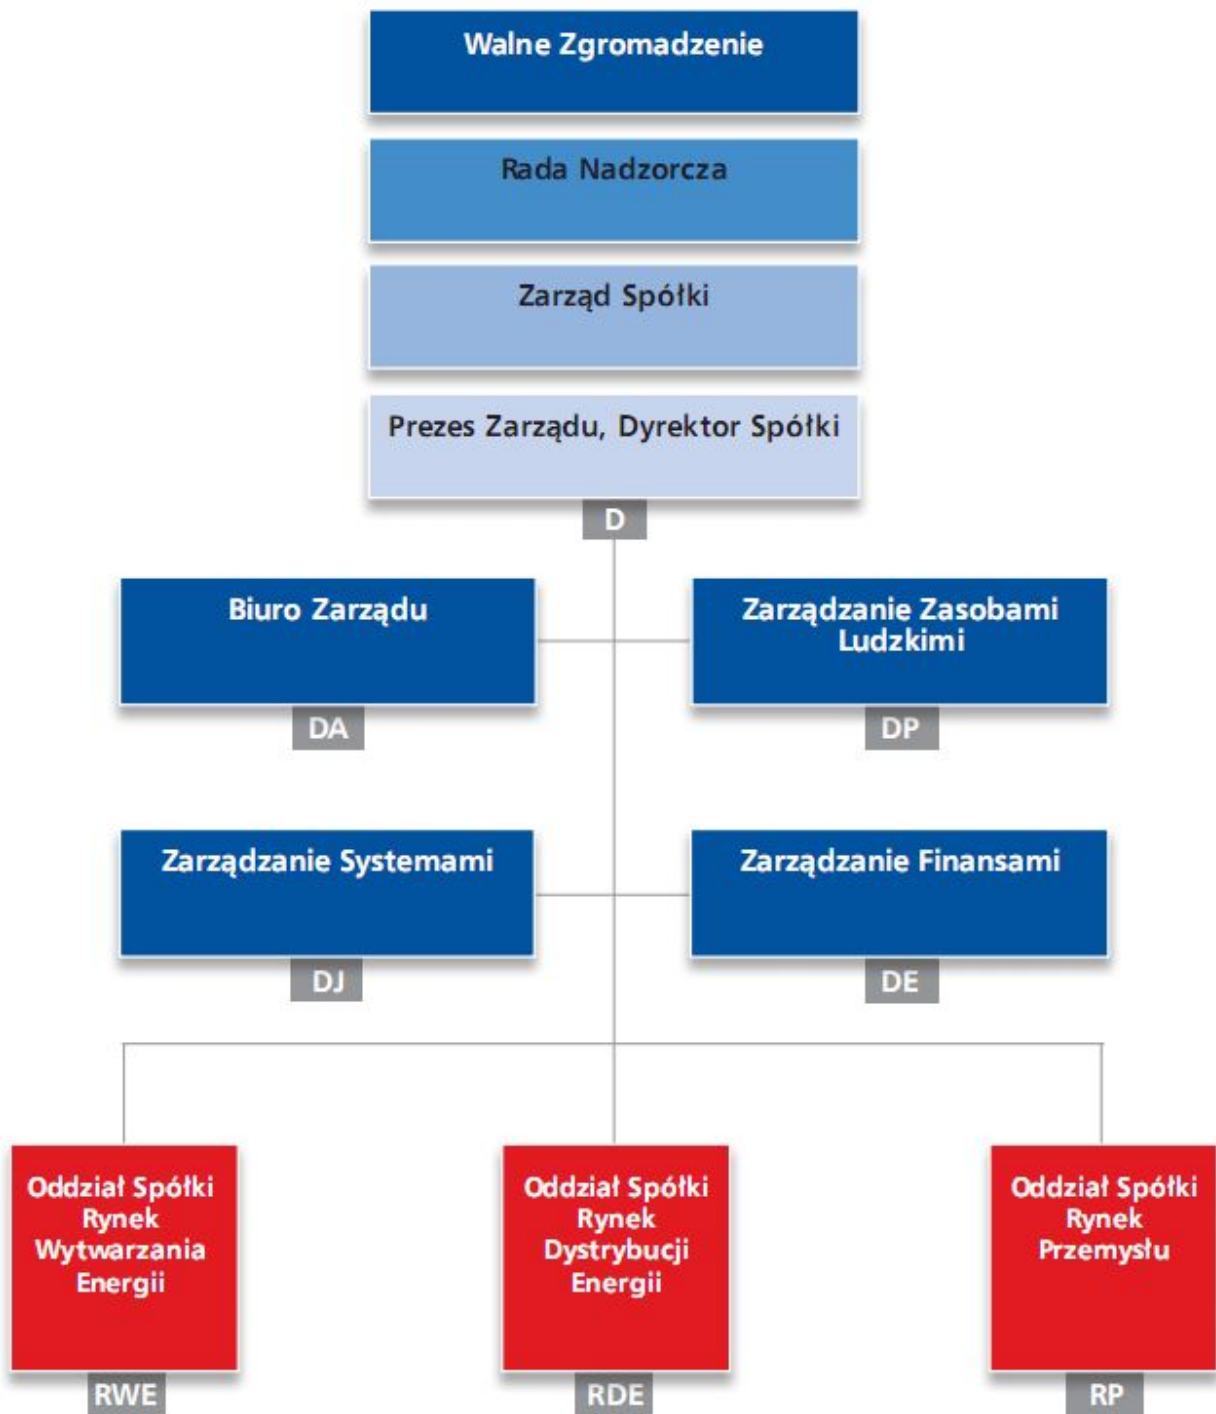 Walne Zgromadzenie
Rada Nadzorcza
Zarząd Spółki
Prezes Zarządu, Dyrektor Spółki
D
Biuro Zarządu
DA
Zarządzanie Zasobami
Ludzkimi
DP
Zarządzanie Systemami
DJ
Zarządzanie Finansami
DE
Oddział Spółki
Rynek
Wytwarzania
Energii
RWE
Oddział Spółki
Rynek
Dystrybucji
Energii
RDE
Oddział Spółki
Rynek
Przemysłu
RP